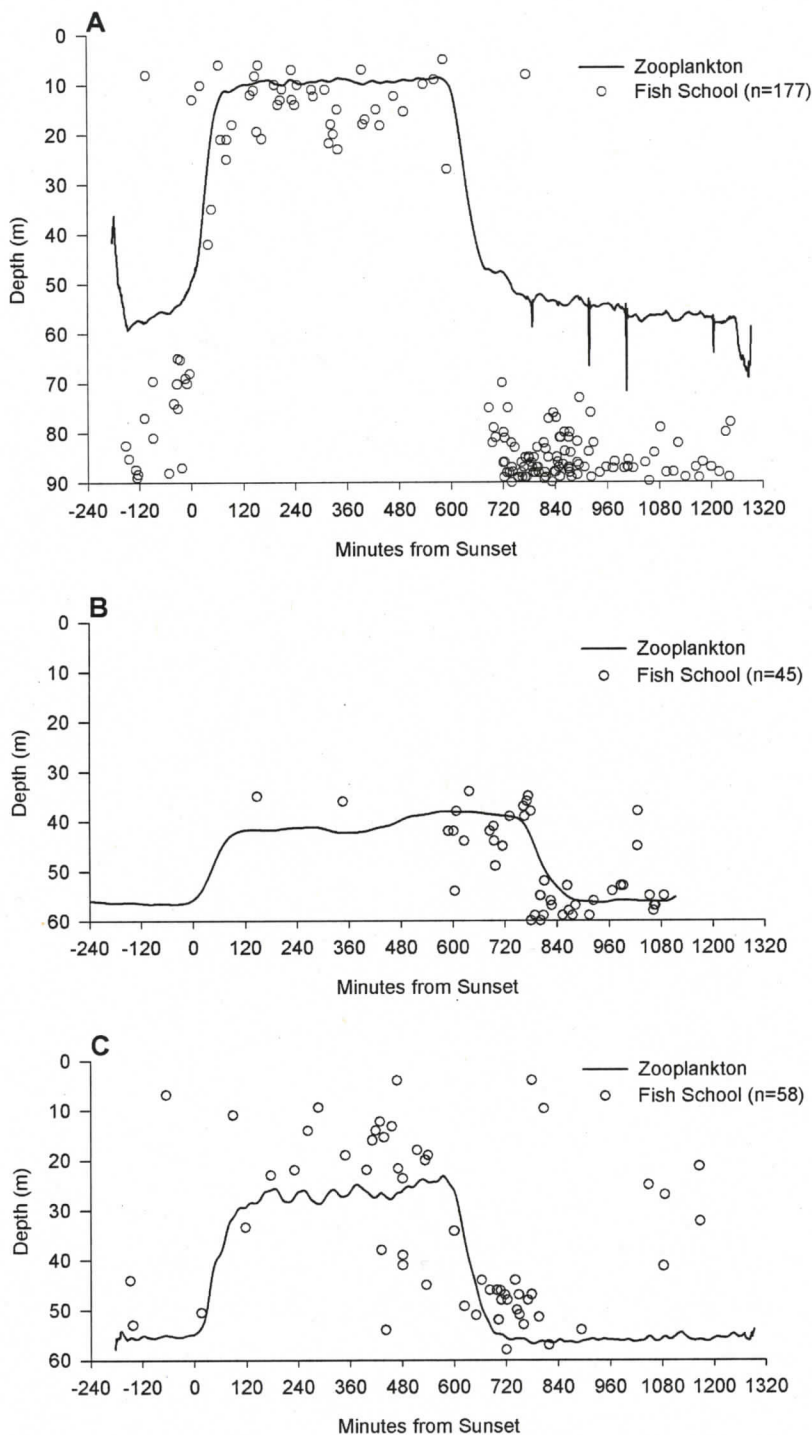 A
0
10
20
30
40
50
60
70
80
90
Depth (m)
Zooplankton
Fish School (n=177)
-240 -120 0 120 240 360 480 600 720 840 960 1080 1200 1320
Minutes from Sunset
B
0
10
20
30
40
50
60
Depth (m)
Zooplankton
Fish School (n=45)
-240 -120 0 120 240 360 480 600 720 840 960 1080 1200 1320
Minutes from Sunset
C
0
10
20
30
40
50
60
Depth (m)
Zooplankton
Fish School (n=58)
-240 -120 0 120 240 360 480 600 720 840 960 1080 1200 1320
Minutes from Sunset